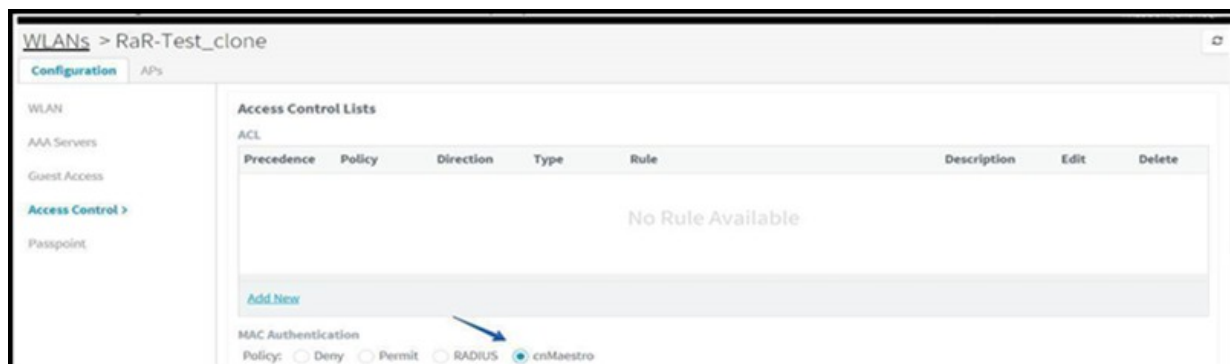 WLANs > RaR-Test_clone
Configuration APs
WLAN
AAA Servers
Guest Access
Access Control >
Passpoint
Access Control Lists
ACL
Precedence Policy Direction Type Rule Description Edit Delete
No Rule Available
Add New
MAC Authentication
Policy: Deny Permit RADIUS cnMaestro